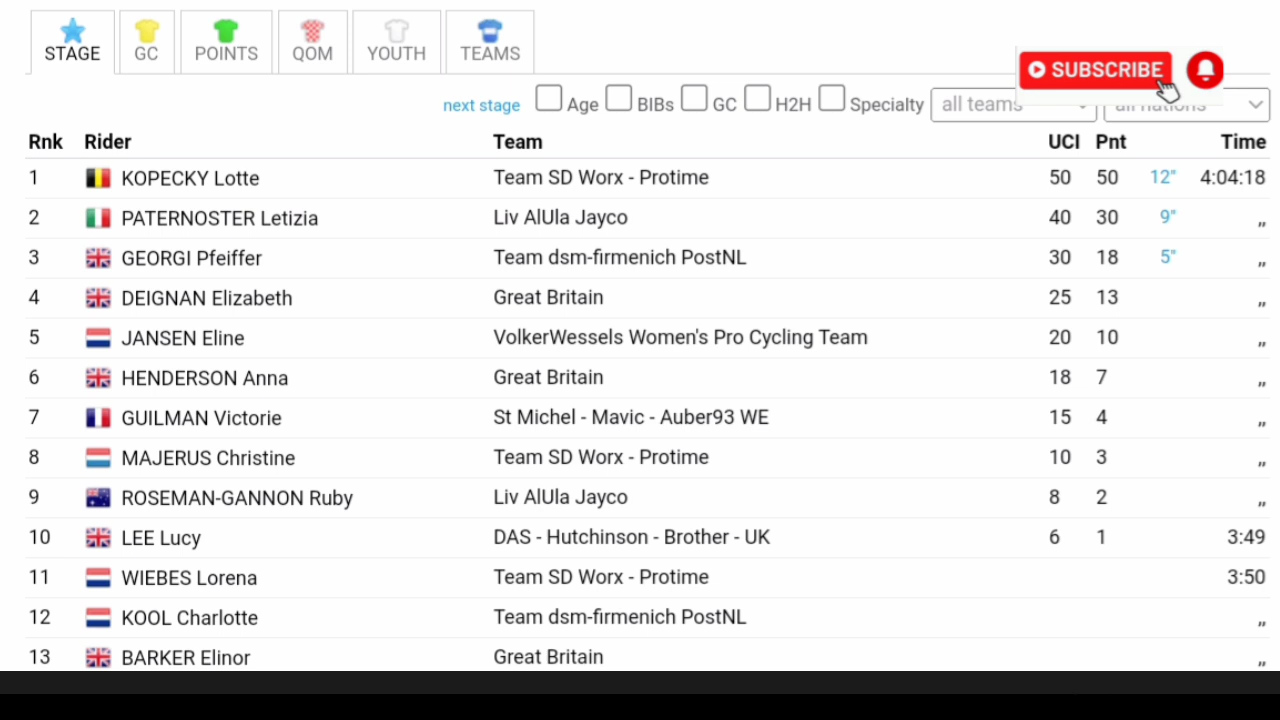 STAGE GC POINTS QOM YOUTH TEAMS
SUBSCRIBE
next stage Age BIBs GC H2H Specialty all teams all nations
Rnk Rider Team UCI Pnt Time
1 KOPECKY Lotte Team SD Worx - Protime 50 50 12" 4:04:18
2 PATERNOSTER Letizia Liv AlUla Jayco 40 30 9" ,,
3 GEORGI Pfeiffer Team dsm-firmenich PostNL 30 18 5" ,,
4 DEIGNAN Elizabeth Great Britain 25 13 ,,
5 JANSEN Eline VolkerWessels Women's Pro Cycling Team 20 10 ,,
6 HENDERSON Anna Great Britain 18 7 ,,
7 GUILMAN Victorie St Michel - Mavic - Auber93 WE 15 4 ,,
8 MAJERUS Christine Team SD Worx - Protime 10 3 ,,
9 ROSEMAN-GANNON Ruby Liv AlUla Jayco 8 2 ,,
10 LEE Lucy DAS - Hutchinson - Brother - UK 6 1 3:49
11 WIEBES Lorena Team SD Worx - Protime 3:50
12 KOOL Charlotte Team dsm-firmenich PostNL ,,
13 BARKER Elinor Great Britain ,,